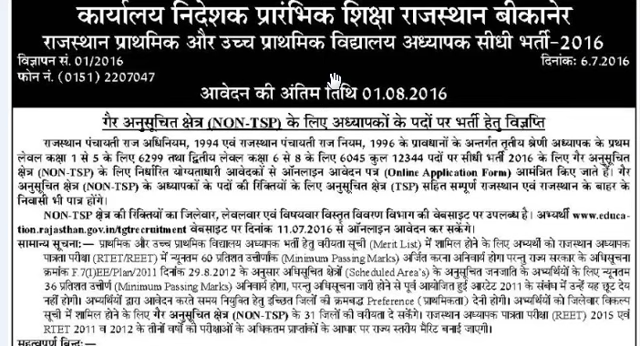 कार्यालय निदेशक प्रारंभिक शिक्षा राजस्थान बीकानेर
राजस्थान प्राथमिक और उच्च प्राथमिक विद्यालय अध्यापक सीधी भर्ती-2016
विज्ञापन सं. 01/2016 दिनांक: 6.7.2016
फोन नं. (0151) 2207047
आवेदन की अंतिम तिथि 01.08.2016
गैर अनुसूचित क्षेत्र (NON-TSP) के लिए अध्यापकों के पदों पर भर्ती हेतु विज्ञप्ति
राजस्थान पंचायती राज अधिनियम, 1994 एवं राजस्थान पंचायती राज नियम, 1996 के प्रावधानों के अन्तर्गत तृतीय श्रेणी अध्यापक के प्रथम
लेवल कक्षा 1 से 5 के लिए 6299 तथा द्वितीय लेवल कक्षा 6 से 8 के लिए 6045 कुल 12344 पदों पर सीधी भर्ती 2016 के लिए गैर अनुसूचित
क्षेत्र (NON-TSP) के लिए निर्धारित योग्यताधारी आवेदकों से ऑनलाइन आवेदन पत्र (Online Application Form) आमंत्रित किए जाते हैं। गैर
अनुसूचित क्षेत्र (NON-TSP) के अध्यापकों के पदों की रिक्तियों के लिए अनुसूचित क्षेत्र (TSP) सहित सम्पूर्ण राजस्थान एवं राजस्थान के बाहर के
निवासी भी पात्र होंगे।
NON-TSP क्षेत्र की रिक्तियों का जिलेवार, लेवलवार एवं विषयवार विस्तृत विवरण विभाग की वेबसाइट पर उपलब्ध है। अभ्यर्थी www.educa-
tion.rajasthan.gov.in/tgtrecruitment वेबसाइट पर दिनांक 11.07.2016 से ऑनलाइन आवेदन कर सकेंगे।
सामान्य सूचना:— प्राथमिक और उच्च प्राथमिक विद्यालय अध्यापक भर्ती हेतु वरीयता सूची (Merit List) में शामिल होने के लिए अभ्यर्थी को राजस्थान अध्यापक
पात्रता परीक्षा (RTET/REET) में न्यूनतम 60 प्रतिशत उत्तीर्णांक (Minimum Passing Marks) अर्जित करना अनिवार्य होगा परन्तु राज्य सरकार के अधिसूचना
क्रमांक F.7(I)EE/Plan/2011 दिनांक 29.8.2012 के अनुसार अधिसूचित क्षेत्रों (Scheduled Area's) के अनुसूचित जनजाति के अभ्यर्थियों के लिए न्यूनतम
36 प्रतिशत उत्तीर्णांक (Minimum Passing Marks) अनिवार्य होगा, परन्तु अधिसूचना जारी होने से पूर्व आयोजित हुई आरटेट 2011 के संबंध में उन्हें यह छूट देय
नहीं होगी। अभ्यर्थियों द्वारा आवेदन करते समय नियुक्ति हेतु इच्छित जिलों की क्रमबद्ध Preference (प्राथमिकता) देनी होगी। अभ्यर्थियों को जिलेवार विकल्प
सूची में शामिल होने के लिए गैर अनुसूचित क्षेत्र (NON-TSP) के 31 जिलों की वरीयता दे सकेंगे। राजस्थान अध्यापक पात्रता परीक्षा (REET) 2015 एवं
RTET 2011 व 2012 के तीनों वर्षों की परीक्षाओं के अधिकतम प्राप्तांकों के आधार पर राज्य स्तरीय मैरिट बनाई जाएगी।
महत्वपूर्ण बिन्दु:—